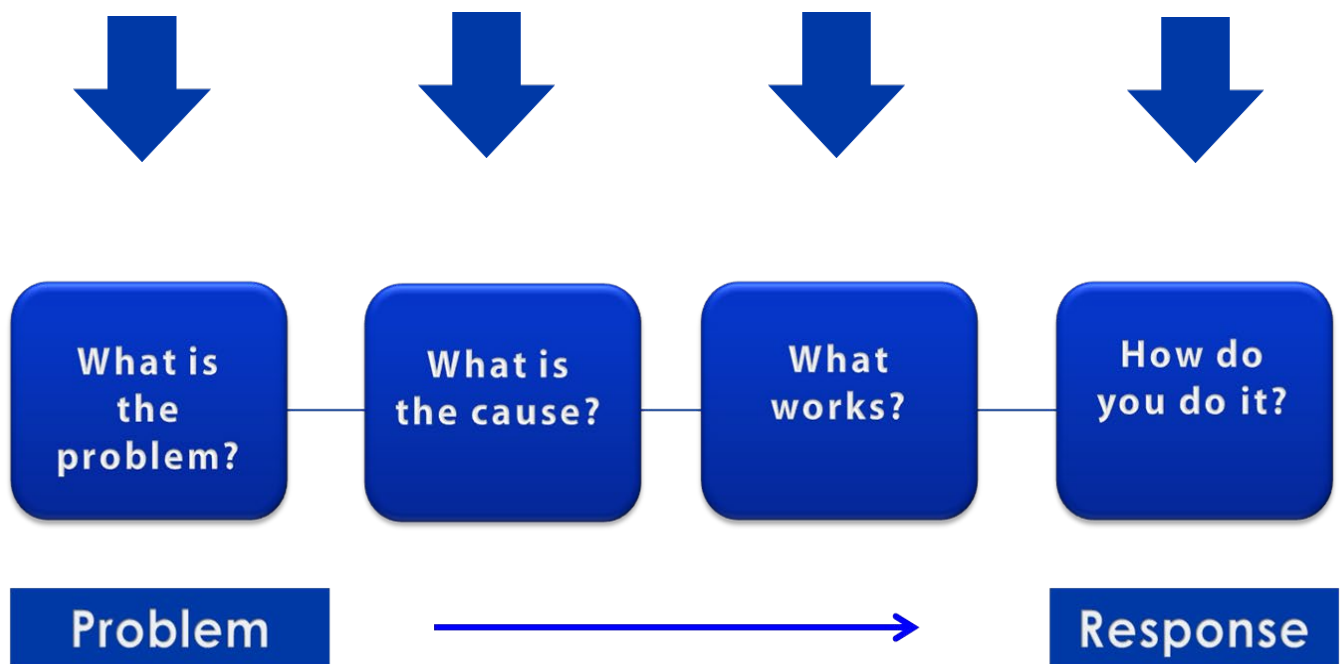 What is
the
problem?
What is
the cause?
What
works?
How do
you do it?
Problem
Response